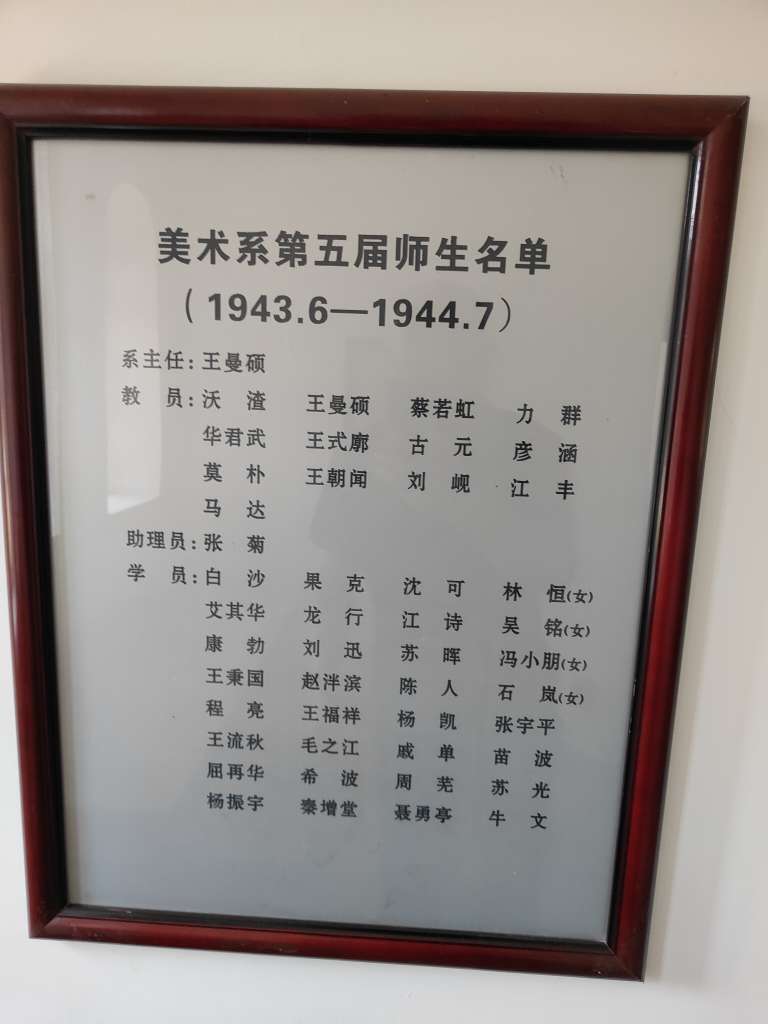 美术系第五届师生名单
（1943.6—1944.7）
系主任：王曼硕
教 员：沃 渣 王曼硕 蔡若虹 力 群
华君武 王式廓 古 元 彦 涵
莫 朴 王朝闻 刘 岘 江 丰
马 达
助理员：张 菊
学 员：白 沙 果 克 沈 可 林 恒（女）
艾其华 龙 行 江 诗 吴 铭（女）
康 勃 刘 迅 苏 晖 冯小朋（女）
王秉国 赵泮滨 陈 人 石 岚（女）
程 亮 王福祥 杨 凯 张宇平
王流秋 毛之江 戚 单 苗 波
屈再华 希 波 周 芜 苏 光
杨振宇 秦增堂 聂勇亭 牛 文